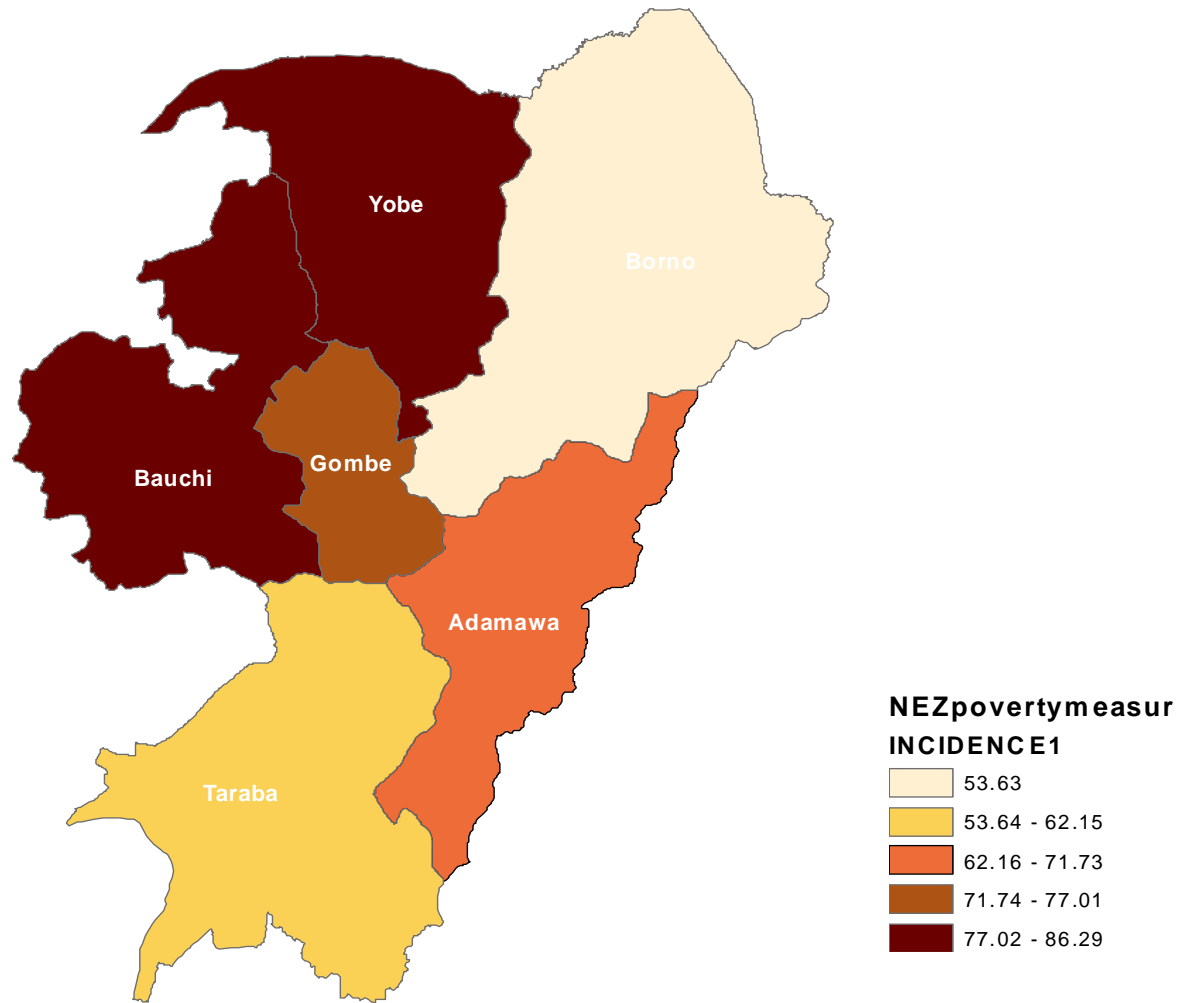 Yobe
Borno
Gombe
Bauchi
Adamawa
Taraba
NEZpovertymeasur
INCIDENCE1
53.63
53.64 - 62.15
62.16 - 71.73
71.74 - 77.01
77.02 - 86.29